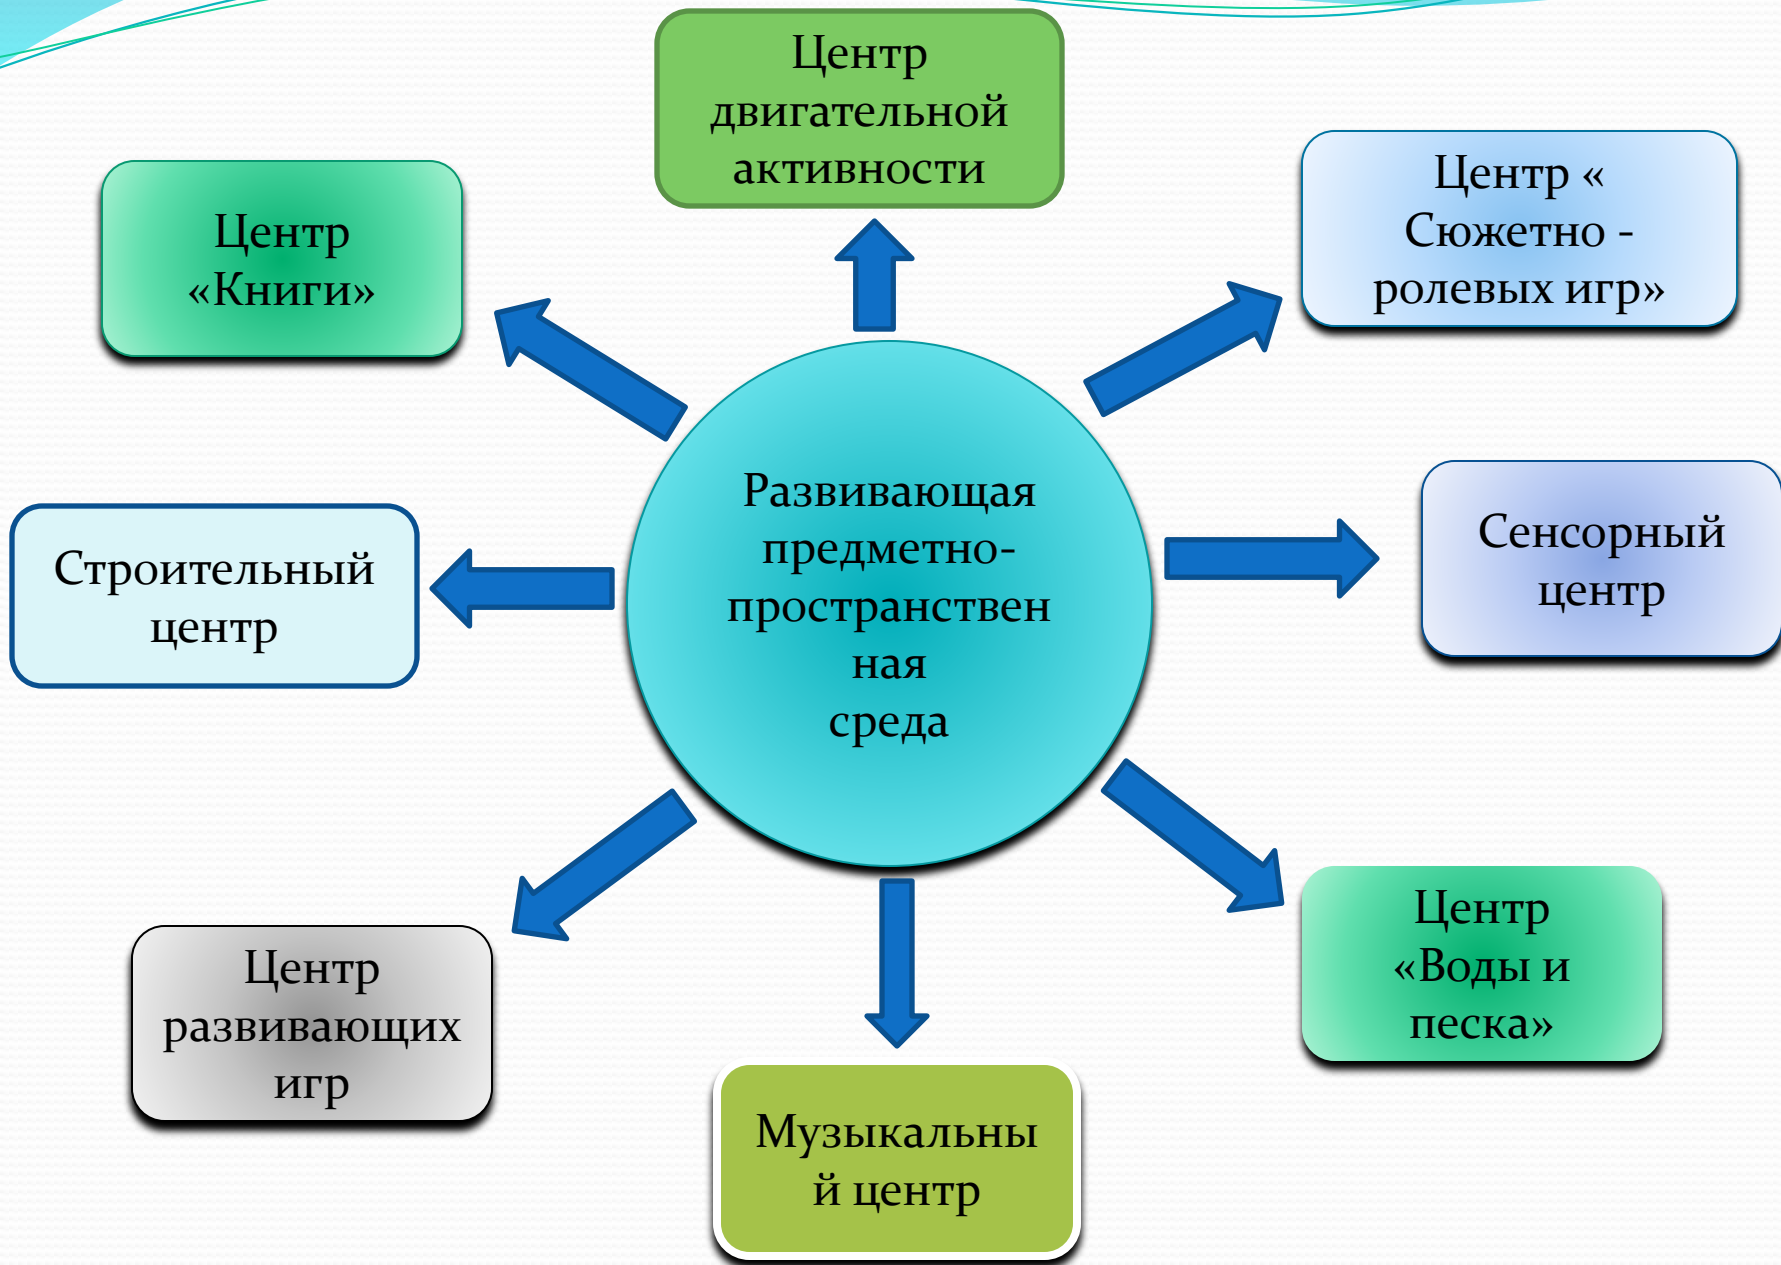 Центр
двигательной
активности
Центр
«Книги»
Центр «
Сюжетно -
ролевых игр»
Развивающая
предметно-
пространствен
ная
среда
Строительный
центр
Сенсорный
центр
Центр
развивающих
игр
Центр
«Воды и
песка»
Музыкальны
й центр